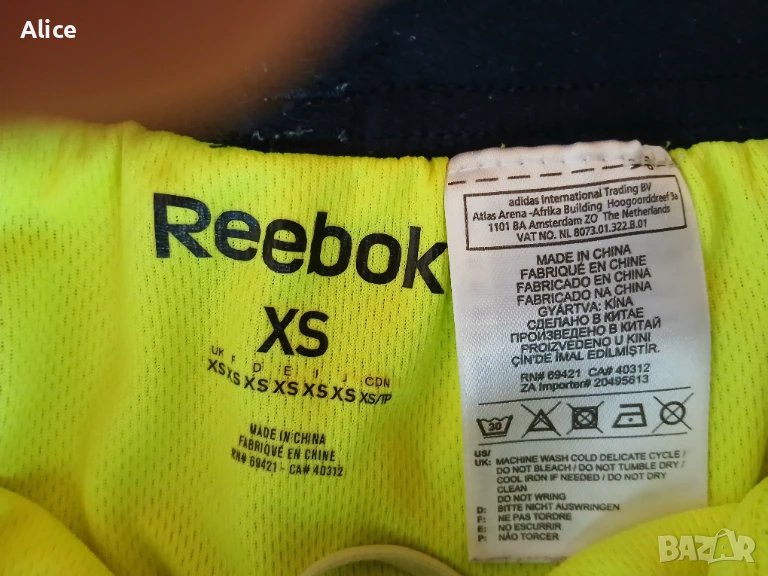 Alice
Reebok
XS
UK F D E I J CDN
XS XS XS XS XS XS XS/TP
MADE IN CHINA
FABRIQUÉ EN CHINE
RN# 69421 - CA# 40312
adidas International Trading BV
Atlas Arena -Afrika Building Hoogoorddreef 9a
1101 BA Amsterdam ZO The Netherlands
VAT NO. NL 8073.01.322.B.01
MADE IN CHINA
FABRIQUÉ EN CHINE
FABRICADO EN CHINA
FABRICADO NA CHINA
GYÁRTVA: KÍNA
СДЕЛАНО В КИТАЕ
ПРОИЗВЕДЕНО В КИТАЙ
PROIZVEDENO U KINI
ÇİN'DE İMAL EDİLMİŞTİR.
RN# 69421 CA# 40312
ZA Importer# 20495613
30
US/
UK: MACHINE WASH COLD DELICATE CYCLE /
DO NOT BLEACH / DO NOT TUMBLE DRY /
COOL IRON IF NEEDED / DO NOT DRY
CLEAN
DO NOT WRING
D: BITTE NICHT AUSWRINGEN
F: NE PAS TORDRE
E: NO ESCURRIR
P: NÃO TORCER
BAZAR